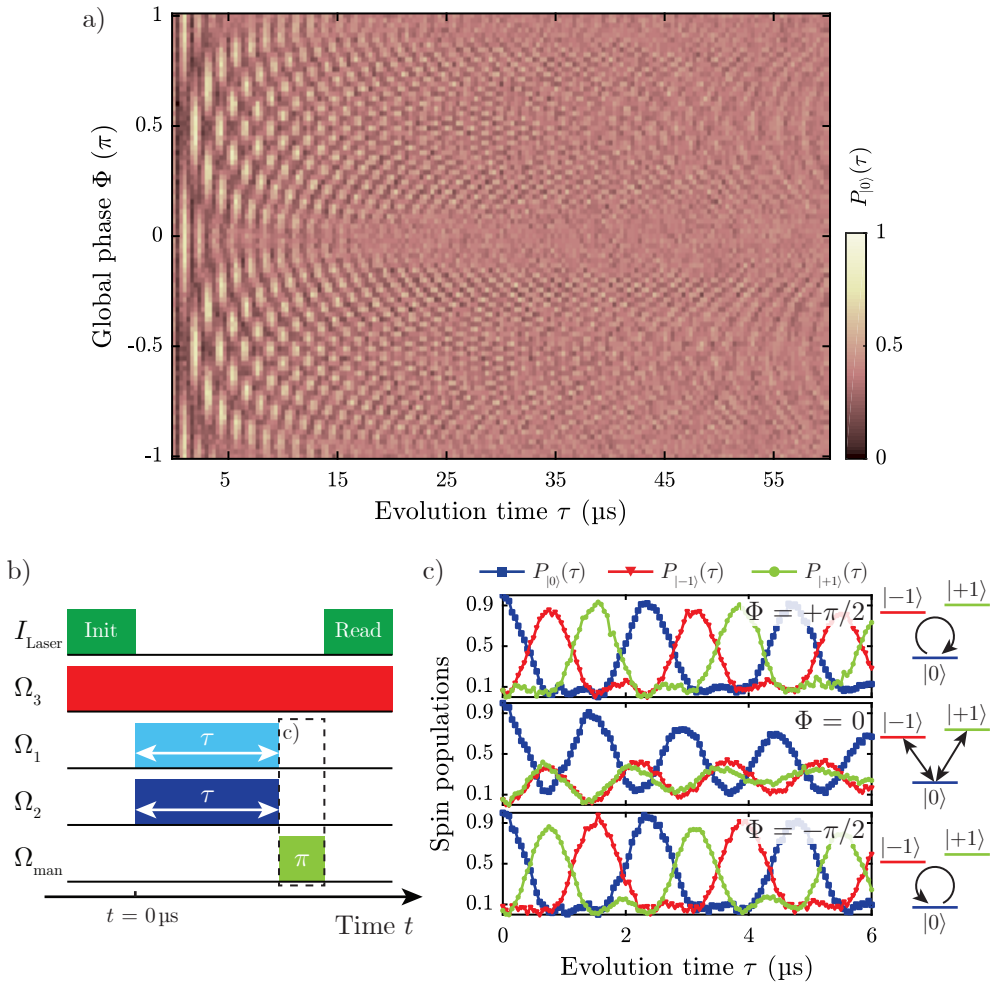 a)
Global phase Φ (π)
1
0.5
0
-0.5
-1
5
15
25
35
45
55
Evolution time τ (µs)
P|0⟩(τ)
1
0.5
0
b)
I Laser
Init
Read
Ω3
Ω1
τ
c)
Ω2
τ
Ωman
π
t = 0 µs
Time t
c)
P|0⟩(τ)
P|−1⟩(τ)
P|+1⟩(τ)
Spin populations
0.9
0.5
0.1
Φ = +π/2
|−1⟩
|+1⟩
|0⟩
0.9
0.5
0.1
Φ = 0
|−1⟩
|+1⟩
|0⟩
0.9
0.5
0.1
Φ = −π/2
|−1⟩
|+1⟩
|0⟩
0
2
4
6
Evolution time τ (µs)